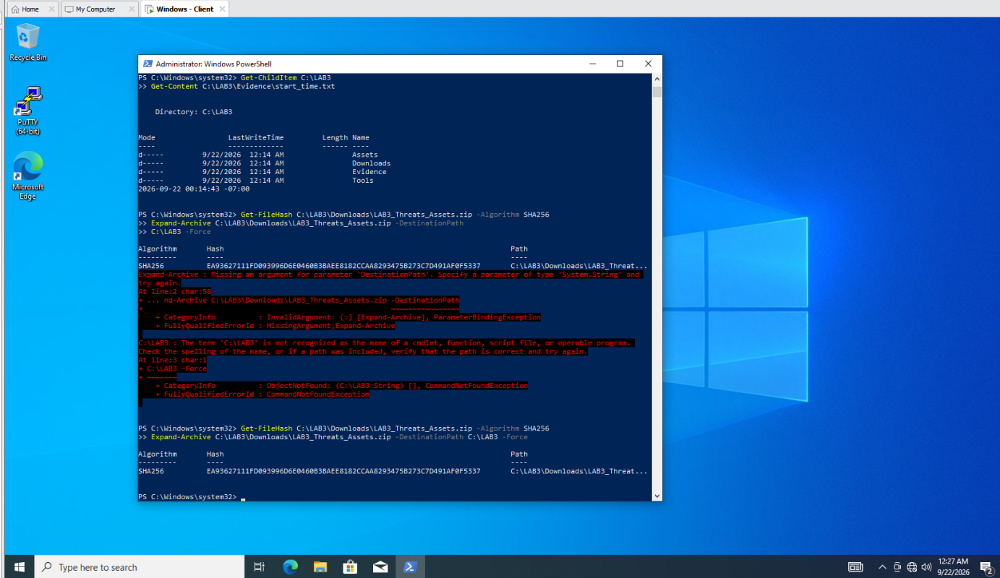 Home
My Computer
Windows - Client
Recycle Bin
PuTTY
(64-bit)
Microsoft
Edge
Administrator: Windows PowerShell
PS C:\Windows\system32> Get-ChildItem C:\LAB3
>> Get-Content C:\LAB3\Evidence\start_time.txt
Directory: C:\LAB3
Mode LastWriteTime Length Name
---- ------------- ------ ----
d----- 9/22/2026 12:14 AM Assets
d----- 9/22/2026 12:14 AM Downloads
d----- 9/22/2026 12:14 AM Evidence
d----- 9/22/2026 12:14 AM Tools
2026-09-22 00:14:43 -07:00
PS C:\Windows\system32> Get-FileHash C:\LAB3\Downloads\LAB3_Threats_Assets.zip -Algorithm SHA256
>> Expand-Archive C:\LAB3\Downloads\LAB3_Threats_Assets.zip -DestinationPath
>> C:\LAB3 -Force
Algorithm Hash Path
--------- ---- ----
SHA256 EA93627111FD093996D6E0460B3BAEE8182CCAA8293475B273C7D491AF0F5337 C:\LAB3\Downloads\LAB3_Threat...
Expand-Archive : Missing an argument for parameter 'DestinationPath'. Specify a parameter of type 'System.String' and
try again.
At line:2 char:58
+ ... nd-Archive C:\LAB3\Downloads\LAB3_Threats_Assets.zip -DestinationPath
+ ~~~~~~~~~~~~~~~~
+ CategoryInfo : InvalidArgument: (:) [Expand-Archive], ParameterBindingException
+ FullyQualifiedErrorId : MissingArgument,Expand-Archive
C:\LAB3 : The term 'C:\LAB3' is not recognized as the name of a cmdlet, function, script file, or operable program.
Check the spelling of the name, or if a path was included, verify that the path is correct and try again.
At line:3 char:1
+ C:\LAB3 -Force
+ ~~~~~~~
+ CategoryInfo : ObjectNotFound: (C:\LAB3:String) [], CommandNotFoundException
+ FullyQualifiedErrorId : CommandNotFoundException
PS C:\Windows\system32> Get-FileHash C:\LAB3\Downloads\LAB3_Threats_Assets.zip -Algorithm SHA256
>> Expand-Archive C:\LAB3\Downloads\LAB3_Threats_Assets.zip -DestinationPath C:\LAB3 -Force
Algorithm Hash Path
--------- ---- ----
SHA256 EA93627111FD093996D6E0460B3BAEE8182CCAA8293475B273C7D491AF0F5337 C:\LAB3\Downloads\LAB3_Threat...
PS C:\Windows\system32>
Type here to search
12:27 AM
9/22/2026
2